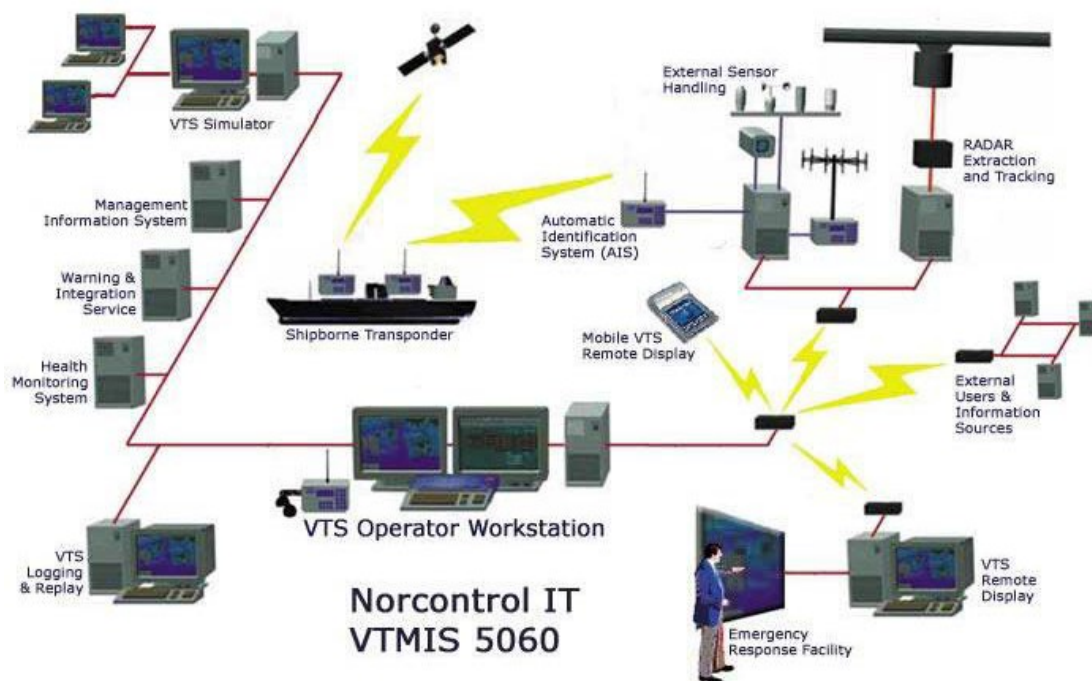 VTS Simulator
External Sensor
Handling
RADAR
Extraction
and Tracking
Management
Information System
Automatic
Identification
System (AIS)
Warning &
Integration
Service
Shipborne Transponder
Mobile VTS
Remote Display
Health
Monitoring
System
External
Users &
Information
Sources
VTS Operator Workstation
VTS
Logging
& Replay
VTS
Remote
Display
Emergency
Response Facility
Norcontrol IT
VTMIS 5060